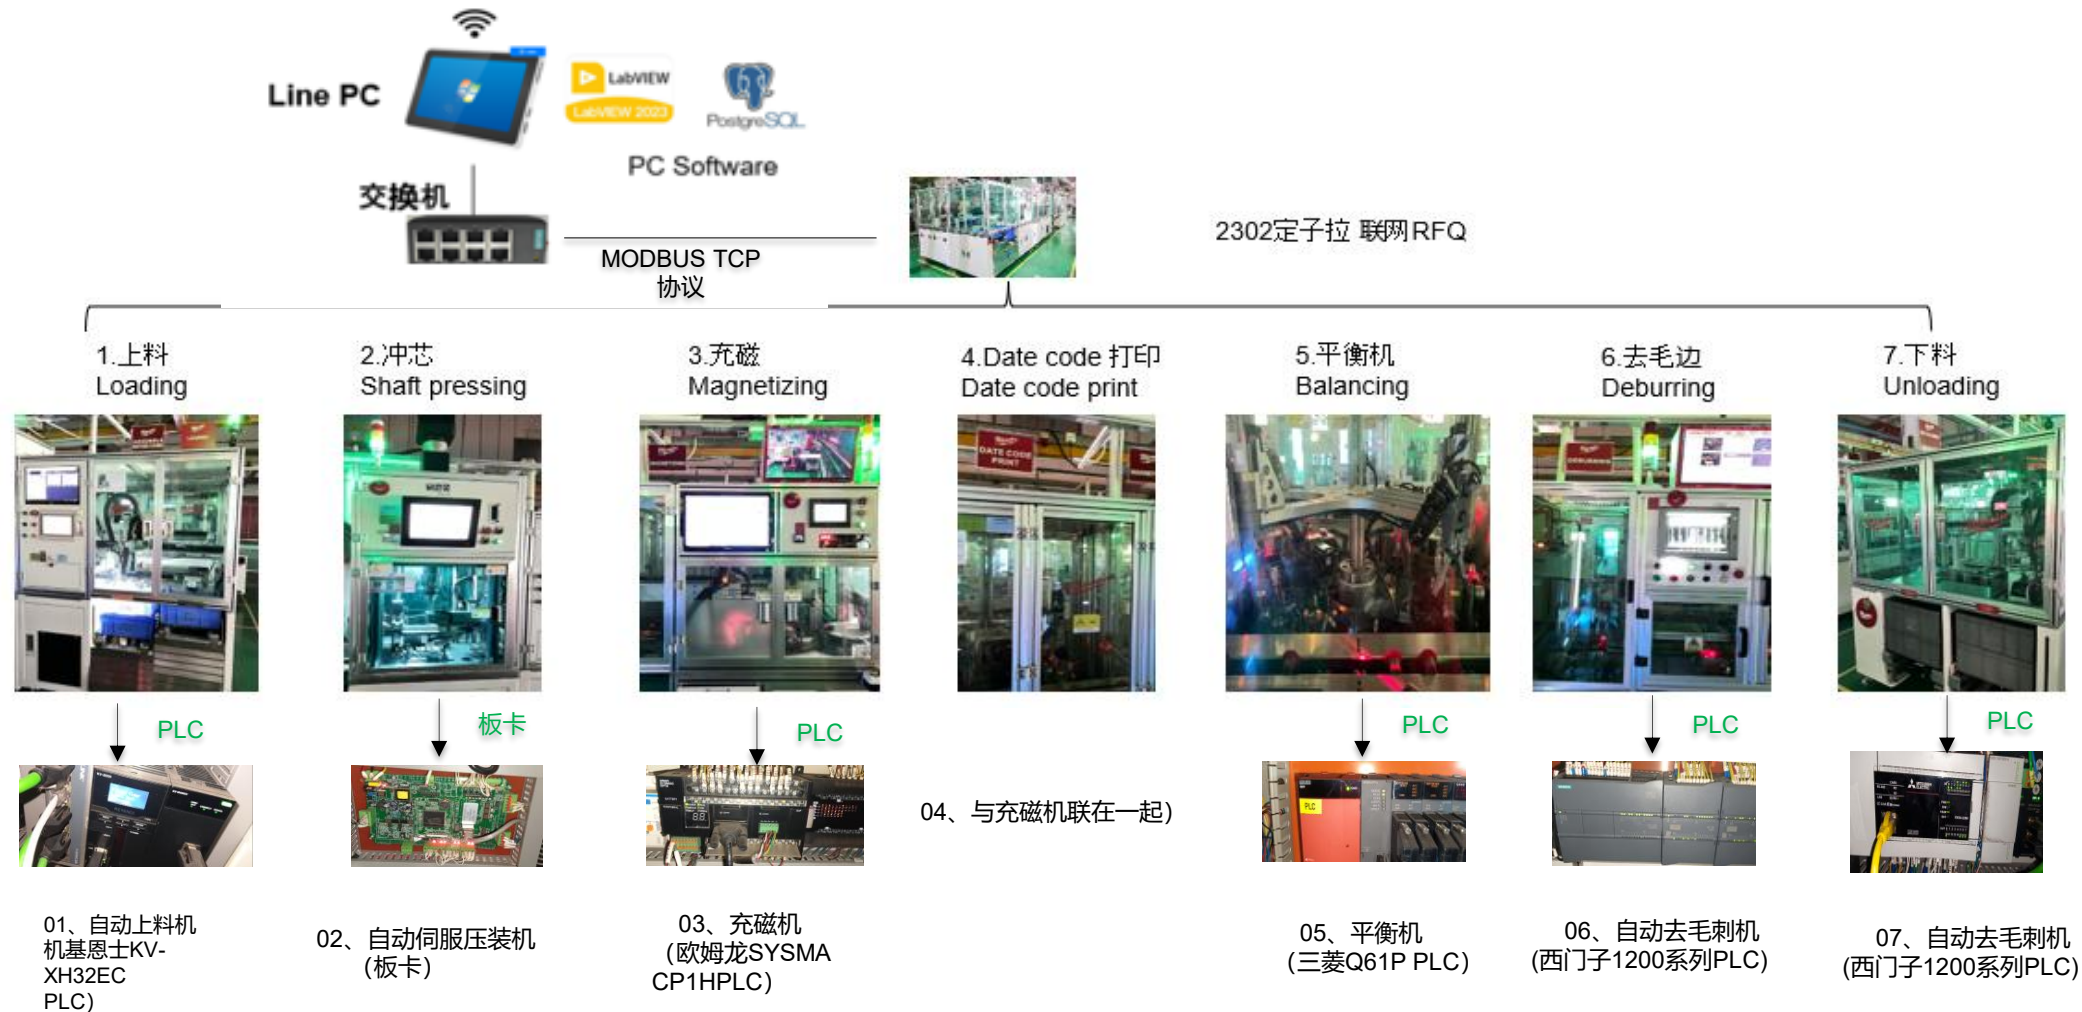 Line PC
LabVIEW
LabVIEW 2023
PostgreSQL
PC Software
交换机
MODBUS TCP
协议
2302定子拉 联网RFQ
1.上料
Loading
2.冲芯
Shaft pressing
3.充磁
Magnetizing
4.Date code 打印
Date code print
5.平衡机
Balancing
6.去毛边
Deburring
7.下料
Unloading
DATE CODE
PRINT
DEBURRING
PLC
板卡
PLC
PLC
PLC
PLC
PLC
04、与充磁机联在一起）
01、自动上料机
机基恩士KV-
XH32EC
PLC）
02、自动伺服压装机
（板卡）
03、充磁机
（欧姆龙SYSMA
CP1HPLC）
05、平衡机
（三菱Q61P PLC）
06、自动去毛刺机
(西门子1200系列PLC)
07、自动去毛刺机
(西门子1200系列PLC)